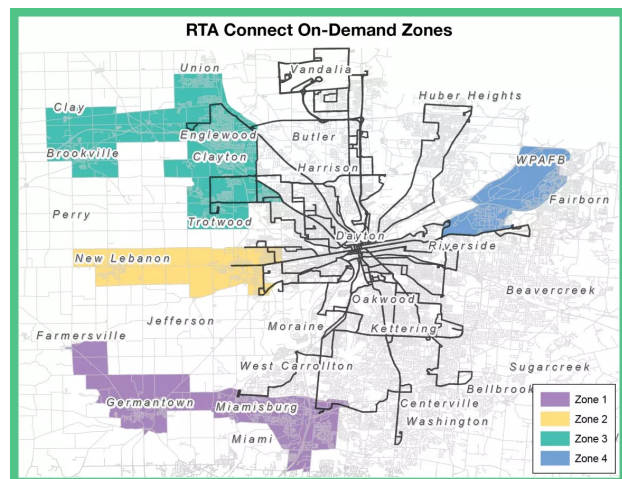 RTA Connect On-Demand Zones
Union
Vandalia
Clay
Huber Heights
Englewood
Butler
Brookville
Clayton
WPAFB
Harrison
Fairborn
Perry
Trotwood
Dayton
Riverside
New Lebanon
Beavercreek
Oakwood
Jefferson
Moraine
Kettering
Farmersville
West Carrollton
Sugarcreek
Bellbrook
Germantown
Miamisburg
Centerville
Washington
Miami
Zone 1
Zone 2
Zone 3
Zone 4